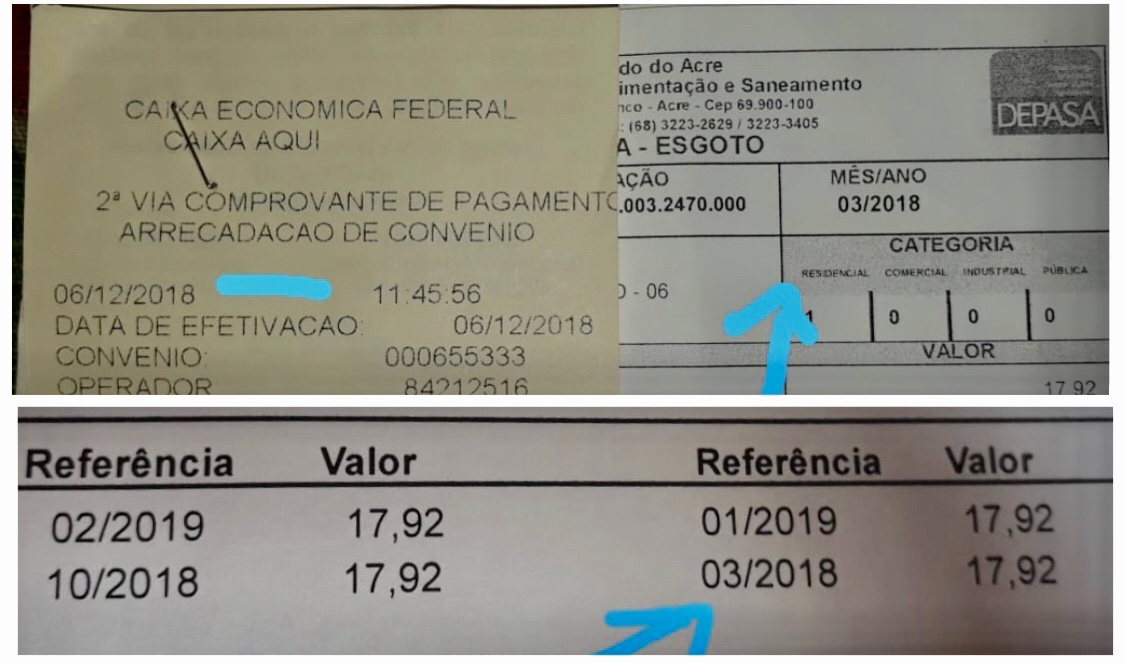 CAIXA ECONOMICA FEDERAL
CAIXA AQUI
2ª VIA COMPROVANTE DE PAGAMENTO
ARRECADACAO DE CONVENIO
06/12/2018 11:45:56
DATA DE EFETIVACAO: 06/12/2018
CONVENIO: 000655333
OPERADOR 84212516
do do Acre
imentação e Saneamento
nco - Acre - Cep 69.900-100
: (68) 3223-2629 / 3223-3405
A - ESGOTO
DEPASA
AÇÃO
.003.2470.000
MÊS/ANO
03/2018
CATEGORIA
RESIDENCIAL COMERCIAL INDUSTRIAL PÚBLICA
O - 06
1 0 0 0
VALOR
17,92
Referência Valor Referência Valor
02/2019 17,92 01/2019 17,92
10/2018 17,92 03/2018 17,92